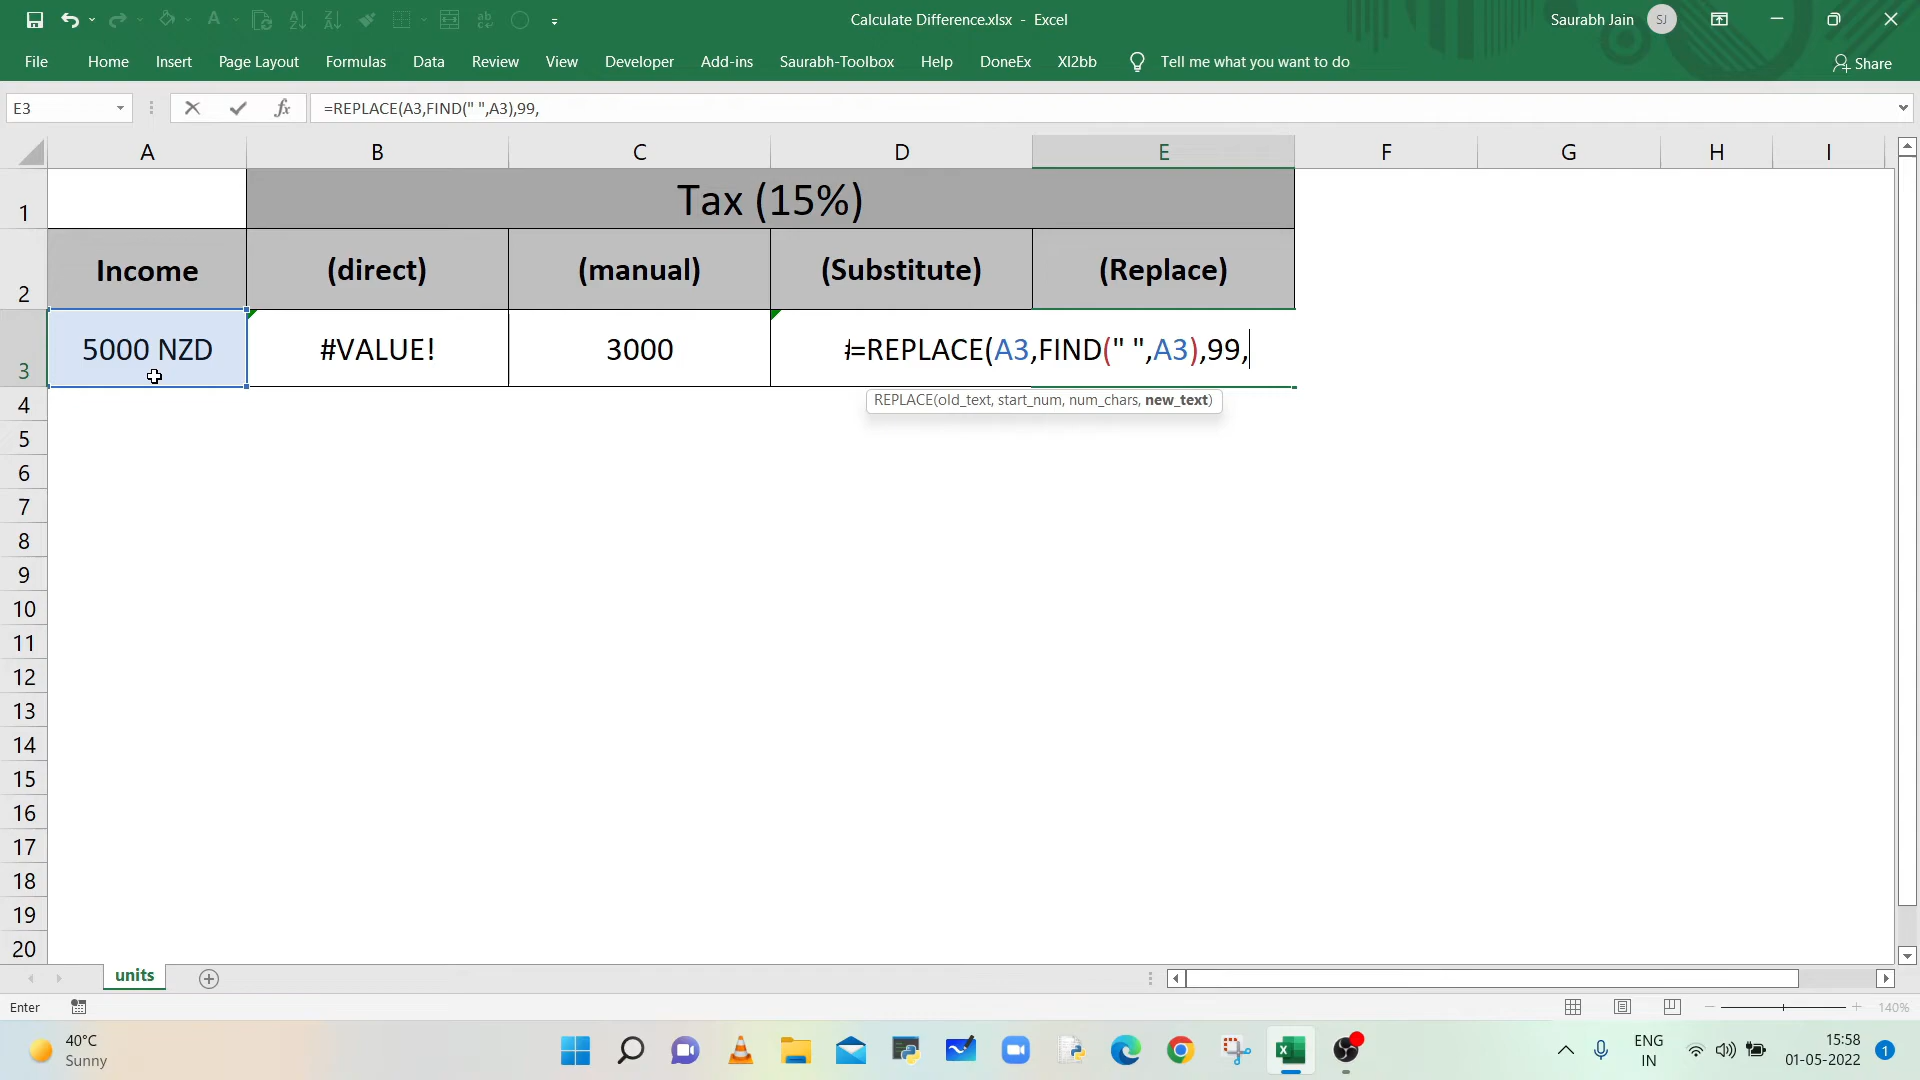 Calculate Difference.xlsx - Excel
Saurabh Jain
SJ
File Home Insert Page Layout Formulas Data Review View Developer Add-ins Saurabh-Toolbox Help DoneEx Xl2bb Tell me what you want to do
Share
E3
fx
=REPLACE(A3,FIND(" ",A3),99,
A B C D E F G H I
1
Tax (15%)
2
Income (direct) (manual) (Substitute) (Replace)
3
5000 NZD #VALUE! 3000 =REPLACE(A3,FIND(" ",A3),99,
REPLACE(old_text, start_num, num_chars, new_text)
4
5
6
7
8
9
10
11
12
13
14
15
16
17
18
19
20
units
Enter
140%
40°C
Sunny
ENG
IN
15:58
01-05-2022
1